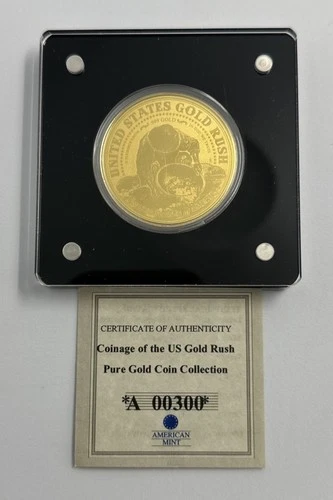 UNITED STATES GOLD RUSH
CERTIFICATE OF AUTHENTICITY
Coinage of the US Gold Rush
Pure Gold Coin Collection
*A 00300*
AMERICAN
MINT